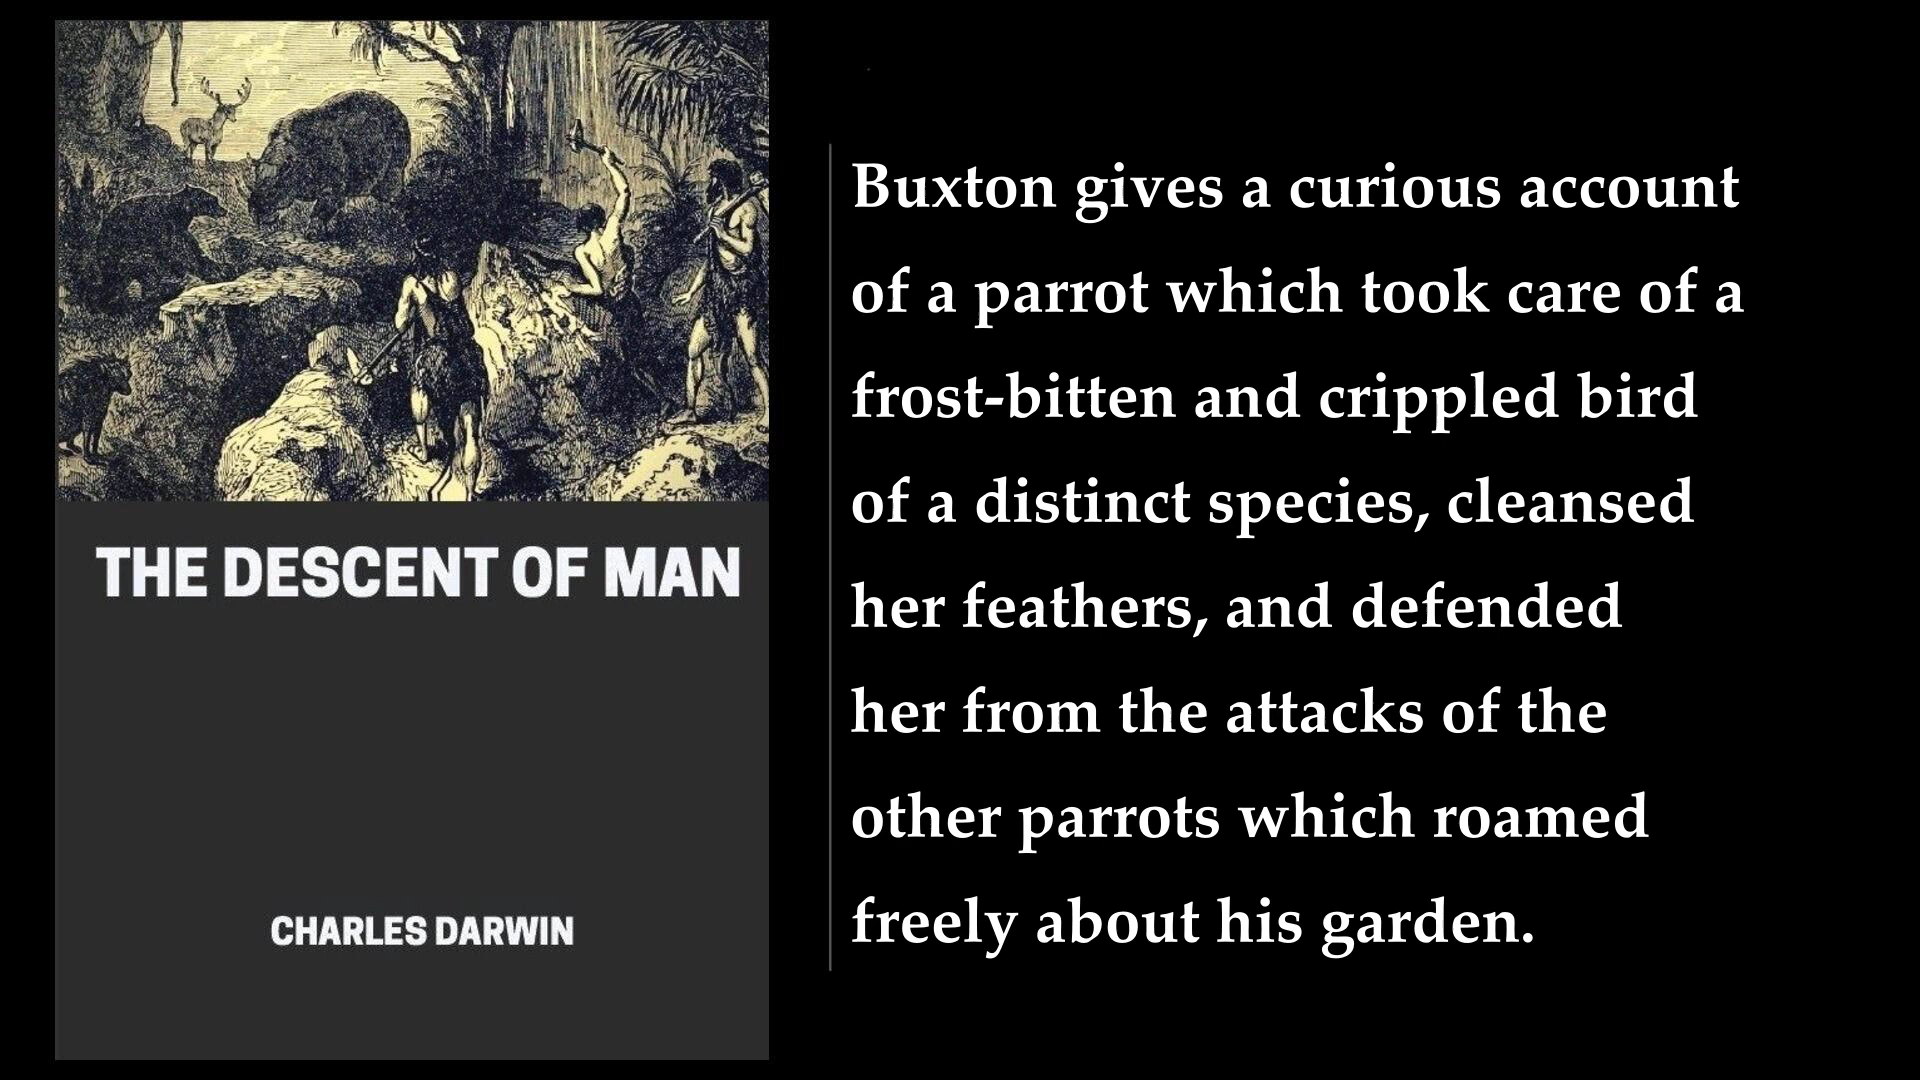 THE DESCENT OF MAN
CHARLES DARWIN
Buxton gives a curious account
of a parrot which took care of a
frost-bitten and crippled bird
of a distinct species, cleansed
her feathers, and defended
her from the attacks of the
other parrots which roamed
freely about his garden.